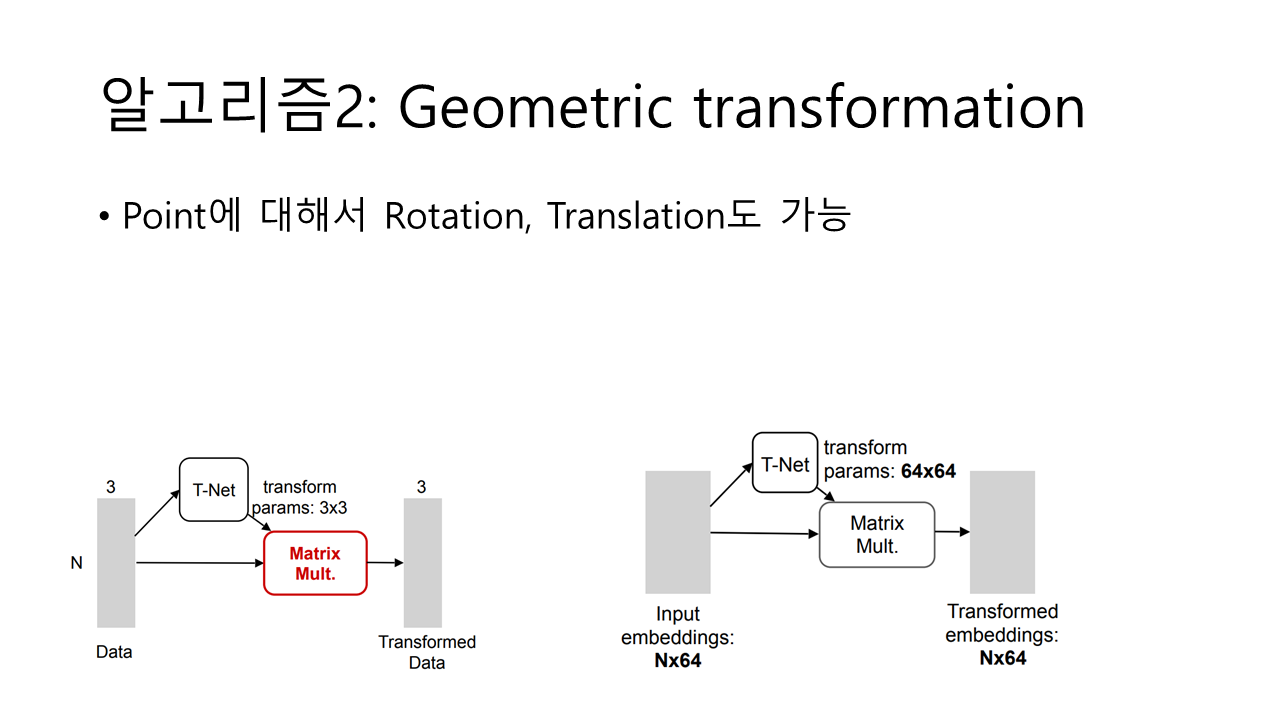 알고리즘2: Geometric transformation
• Point에 대해서 Rotation, Translation도 가능
3
T-Net
transform
params: 3x3
3
N
Matrix
Mult.
Data
Transformed
Data
T-Net
transform
params: 64x64
Matrix
Mult.
Input
embeddings:
Nx64
Transformed
embeddings:
Nx64